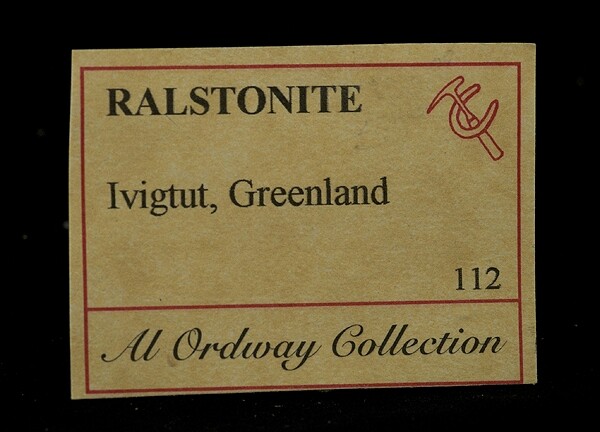 RALSTONITE
Ivigtut, Greenland
112
Al Ordway Collection